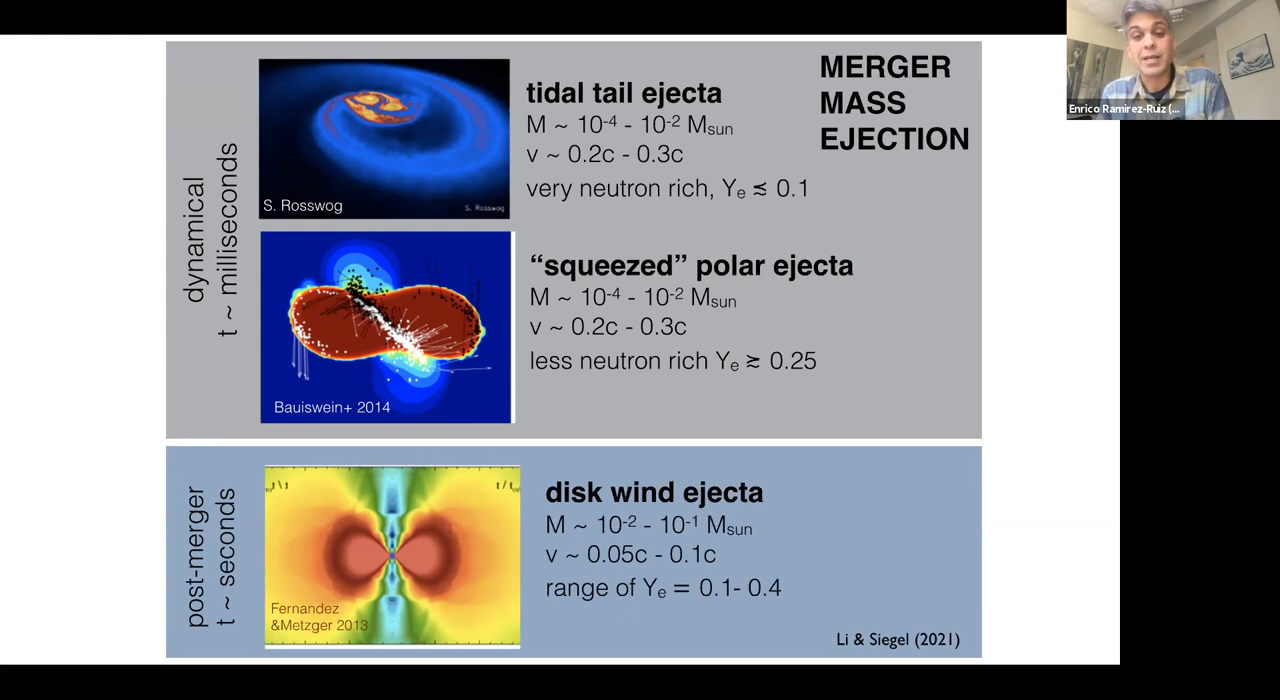 MERGER
MASS
EJECTION
dynamical
t ~ milliseconds
S. Rosswog
S. Rosswog
tidal tail ejecta
M ~ 10-4 - 10-2 Msun
v ~ 0.2c - 0.3c
very neutron rich, Ye ≲ 0.1
Bauiswein+ 2014
“squeezed” polar ejecta
M ~ 10-4 - 10-2 Msun
v ~ 0.2c - 0.3c
less neutron rich Ye ≳ 0.25
post-merger
t ~ seconds
Fernandez
&Metzger 2013
disk wind ejecta
M ~ 10-2 - 10-1 Msun
v ~ 0.05c - 0.1c
range of Ye = 0.1- 0.4
Li & Siegel (2021)
Enrico Ramirez-Ruiz (...